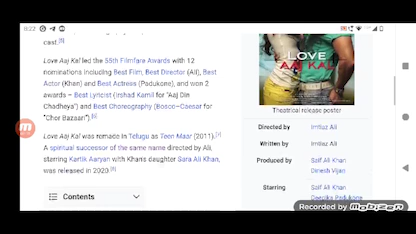 8:22
cast.[5]
Love Aaj Kal led the 55th Filmfare Awards with 12
nominations including Best Film, Best Director (Ali), Best
Actor (Khan) and Best Actress (Padukone), and won 2
awards – Best Lyricist (Irshad Kamil for "Aaj Din
Chadheya") and Best Choreography (Bosco–Caesar for
"Chor Bazaari").[6]
Love Aaj Kal was remade in Telugu as Teen Maar (2011).[7]
A spiritual successor of the same name directed by Ali,
starring Kartik Aaryan with Khan's daughter Sara Ali Khan,
was released in 2020.[8]
Contents
LOVE
AAJ KAL
Theatrical release poster
Directed by Imtiaz Ali
Written by Imtiaz Ali
Produced by Saif Ali Khan
Dinesh Vijan
Starring Saif Ali Khan
Deepika Padukone
Recorded by
Mobizen